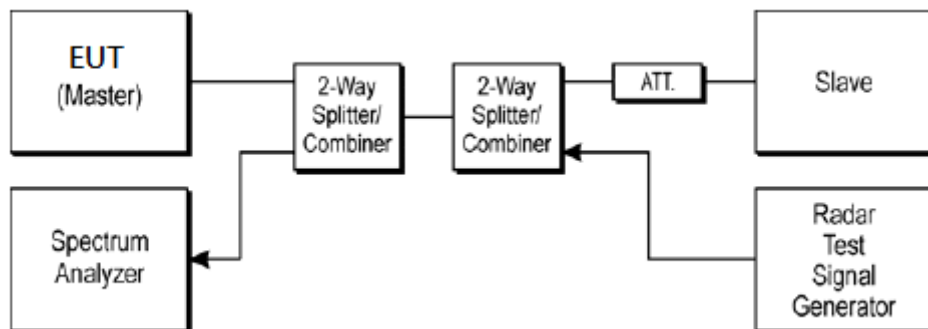 EUT
(Master)
2-Way
Splitter/
Combiner
2-Way
Splitter/
Combiner
ATT.
Slave
Spectrum
Analyzer
Radar
Test
Signal
Generator